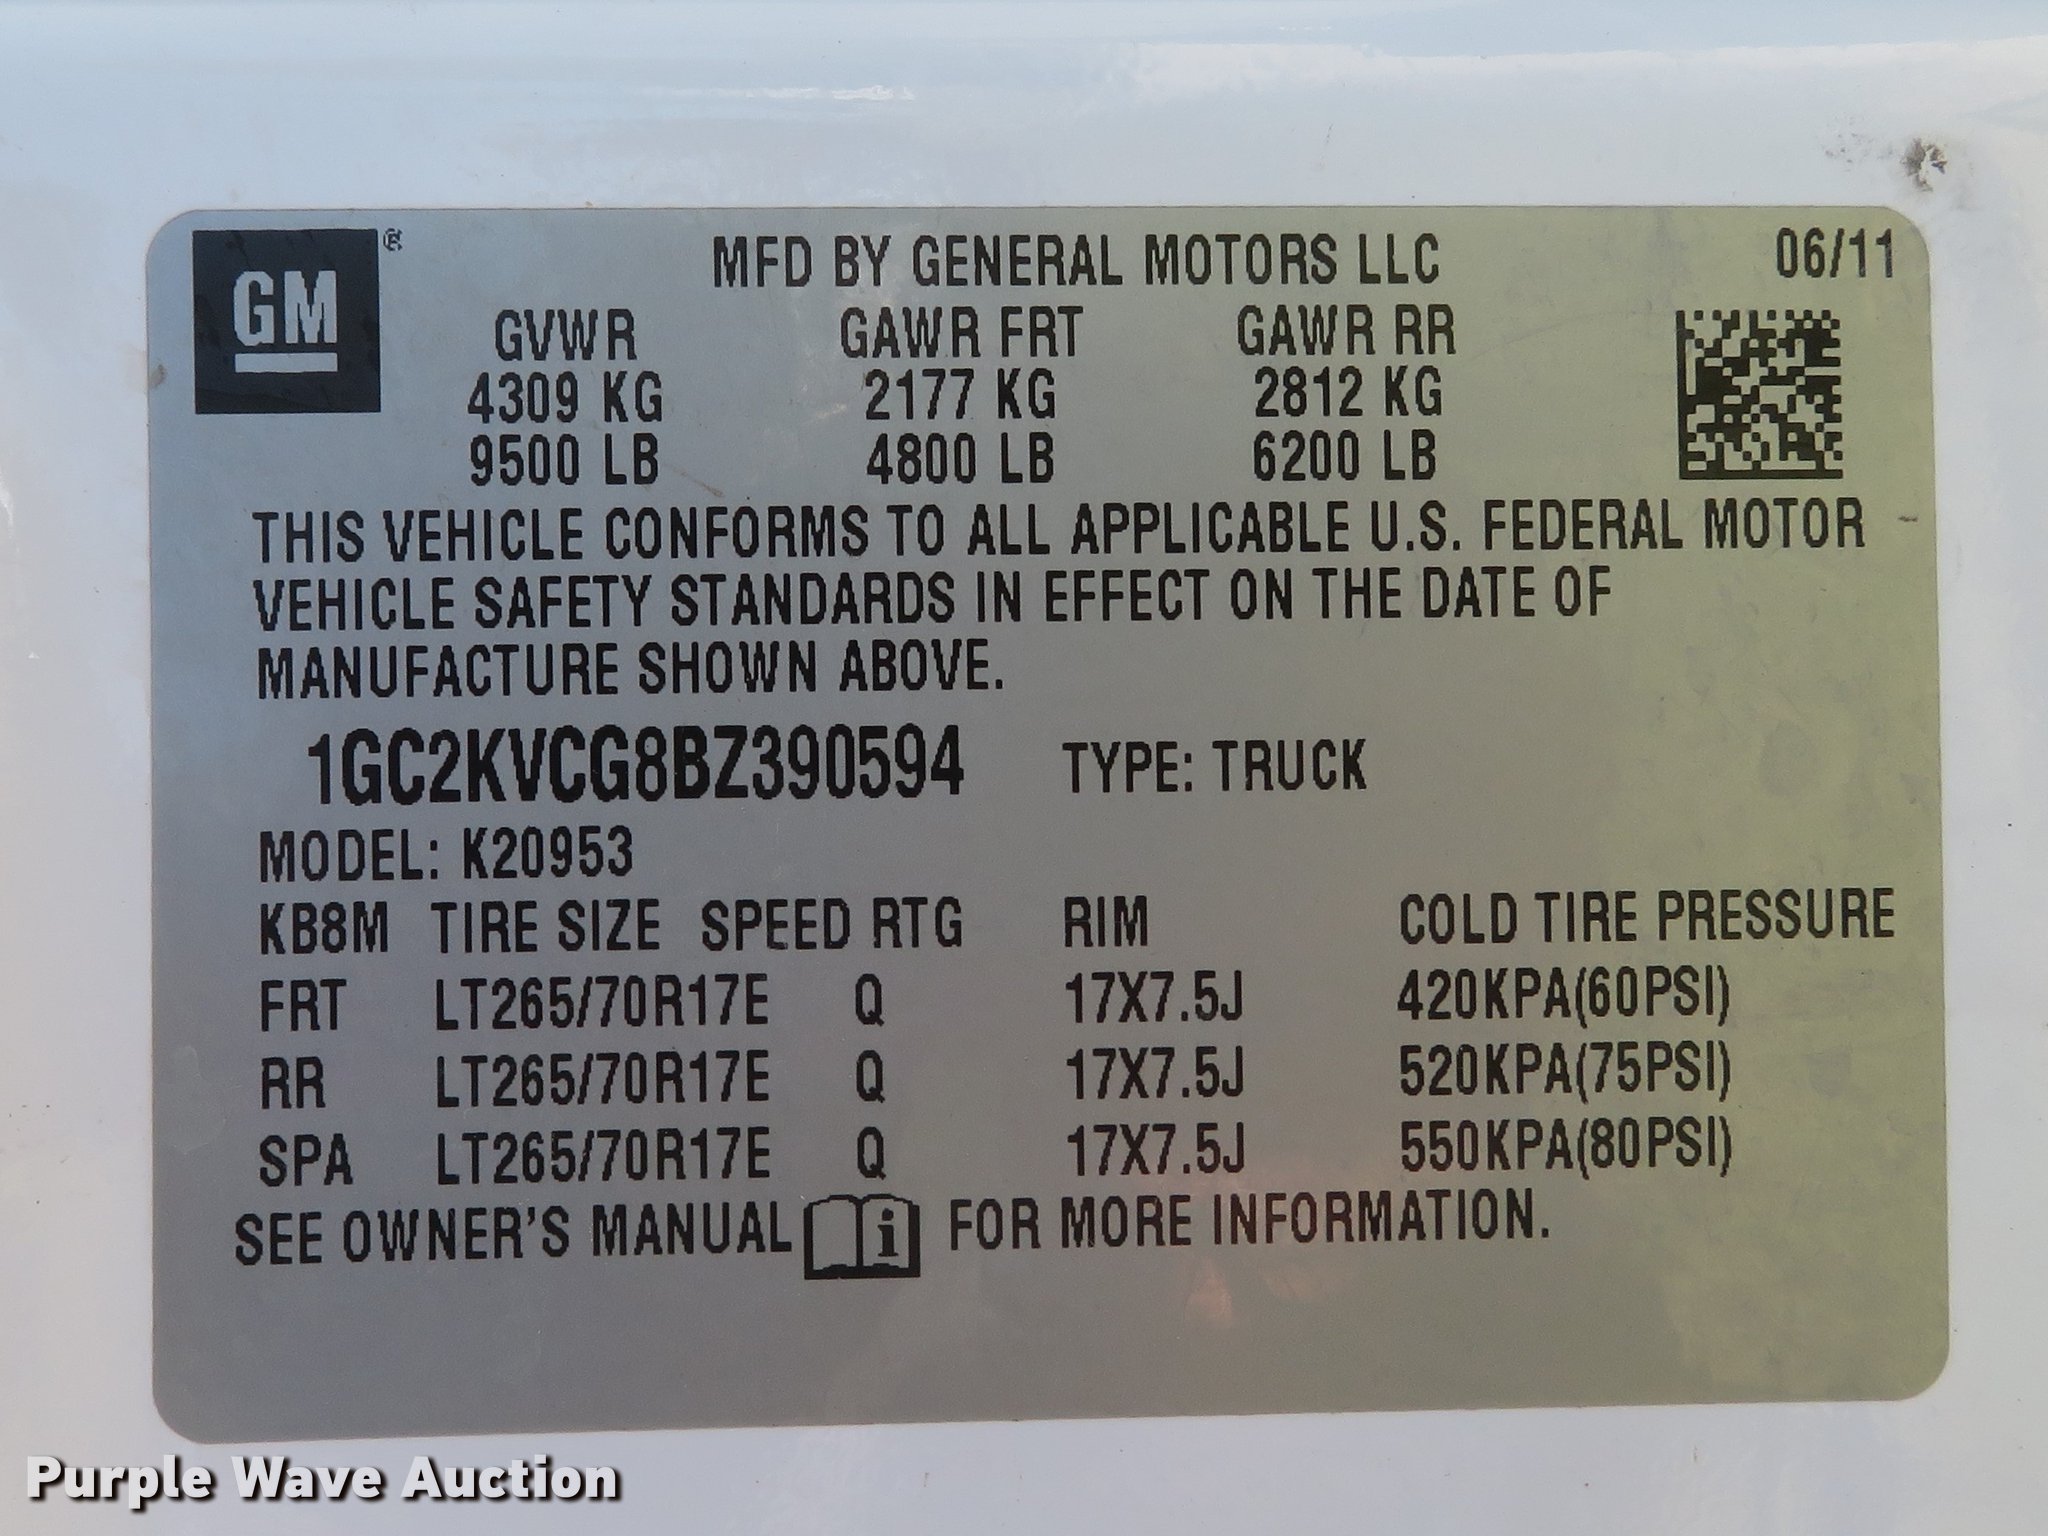 GM ®
MFD BY GENERAL MOTORS LLC 06/11
GVWR GAWR FRT GAWR RR
4309 KG 2177 KG 2812 KG
9500 LB 4800 LB 6200 LB
THIS VEHICLE CONFORMS TO ALL APPLICABLE U.S. FEDERAL MOTOR
VEHICLE SAFETY STANDARDS IN EFFECT ON THE DATE OF
MANUFACTURE SHOWN ABOVE.
1GC2KVCG8BZ390594 TYPE: TRUCK
MODEL: K20953
KB8M TIRE SIZE SPEED RTG RIM COLD TIRE PRESSURE
FRT LT265/70R17E Q 17X7.5J 420KPA(60PSI)
RR LT265/70R17E Q 17X7.5J 520KPA(75PSI)
SPA LT265/70R17E Q 17X7.5J 550KPA(80PSI)
SEE OWNER'S MANUAL i FOR MORE INFORMATION.
Purple Wave Auction